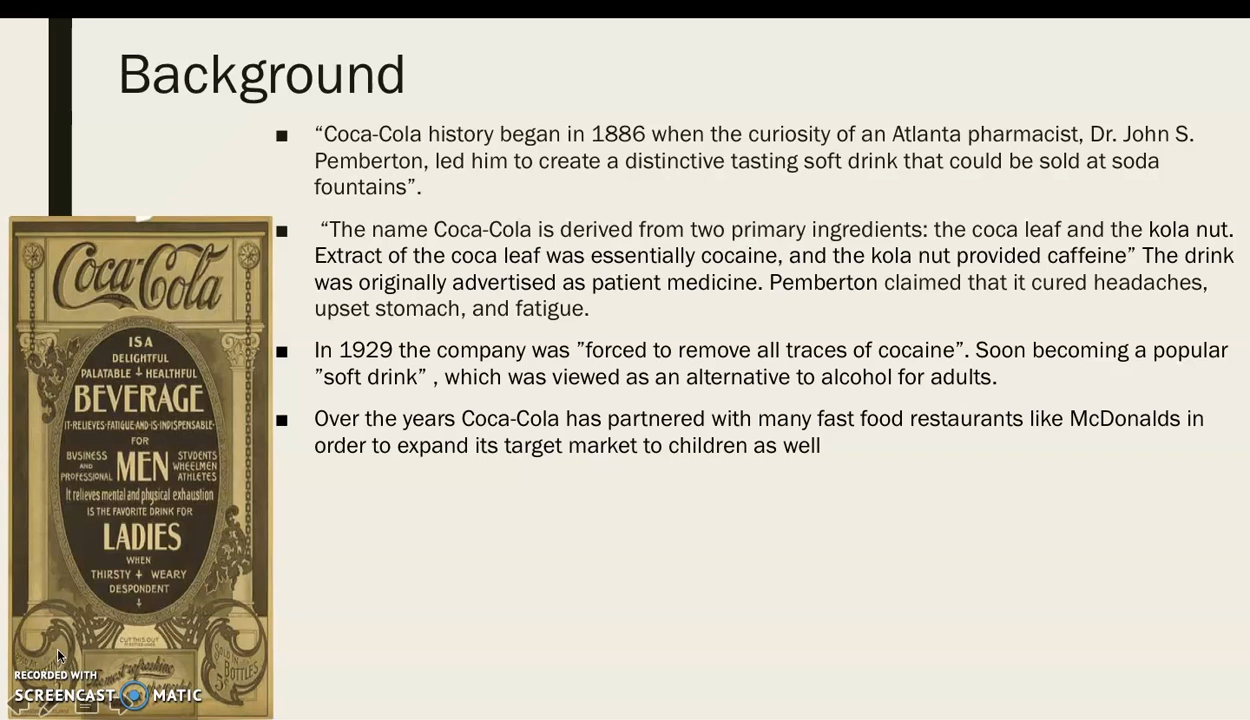 Background
■ “Coca-Cola history began in 1886 when the curiosity of an Atlanta pharmacist, Dr. John S.
Pemberton, led him to create a distinctive tasting soft drink that could be sold at soda
fountains”.
■ “The name Coca-Cola is derived from two primary ingredients: the coca leaf and the kola nut.
Extract of the coca leaf was essentially cocaine, and the kola nut provided caffeine” The drink
was originally advertised as patient medicine. Pemberton claimed that it cured headaches,
upset stomach, and fatigue.
■ In 1929 the company was ”forced to remove all traces of cocaine”. Soon becoming a popular
”soft drink” , which was viewed as an alternative to alcohol for adults.
■ Over the years Coca-Cola has partnered with many fast food restaurants like McDonalds in
order to expand its target market to children as well
Coca-Cola
IS A
DELIGHTFUL
PALATABLE HEALTHFUL
BEVERAGE
IT·RELIEVES·FATIGUE·AND·IS·INDISPENSABLE·
FOR
BUSINESS AND PROFESSIONAL MEN STUDENTS WHEELMEN ATHLETES
It relieves mental and physical exhaustion
IS THE FAVORITE DRINK FOR
LADIES
WHEN
THIRSTY + WEARY
DESPONDENT
CUT THIS OUT
SOLD IN
BOTTLES
5¢
RECORDED WITH
SCREENCAST MATIC